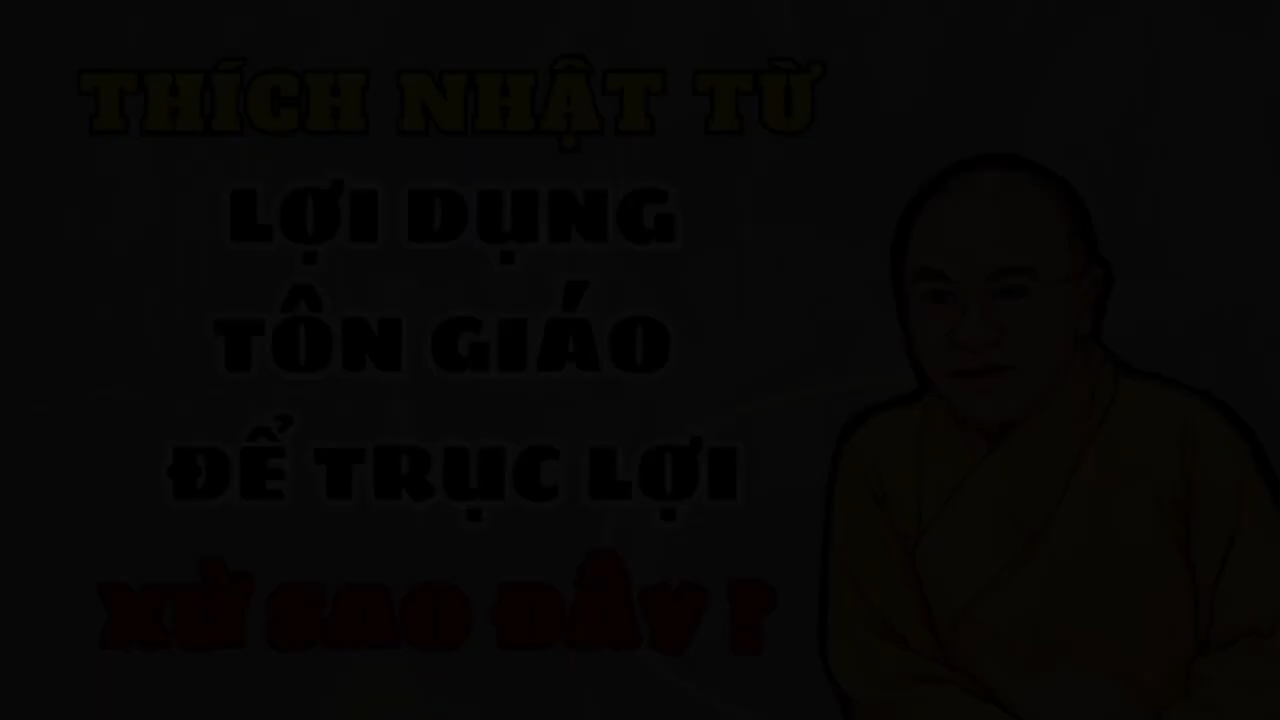 THÍCH NHẬT TỪ
LỢI DỤNG
TÔN GIÁO
ĐỂ TRỤC LỢI
XỬ SAO ĐÂY ?